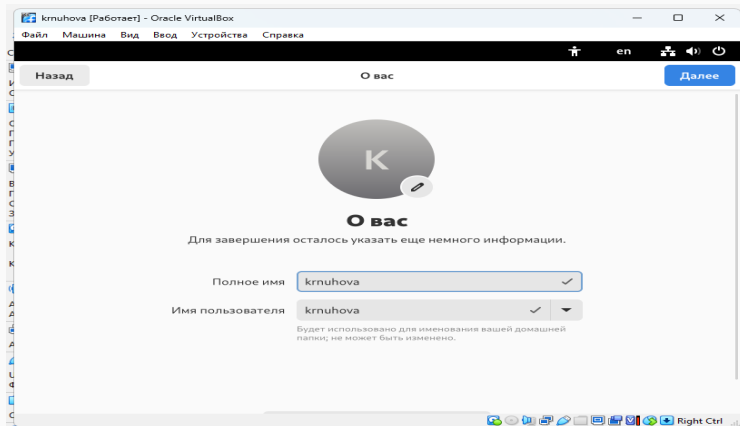 krnuhova [Работает] - Oracle VirtualBox
Файл Машина Вид Ввод Устройства Справка
en
Назад О вас Далее
K
О вас
Для завершения осталось указать еще немного информации.
Полное имя krnuhova
Имя пользователя krnuhova
Будет использовано для именования вашей домашней
папки; не может быть изменено.
Right Ctrl